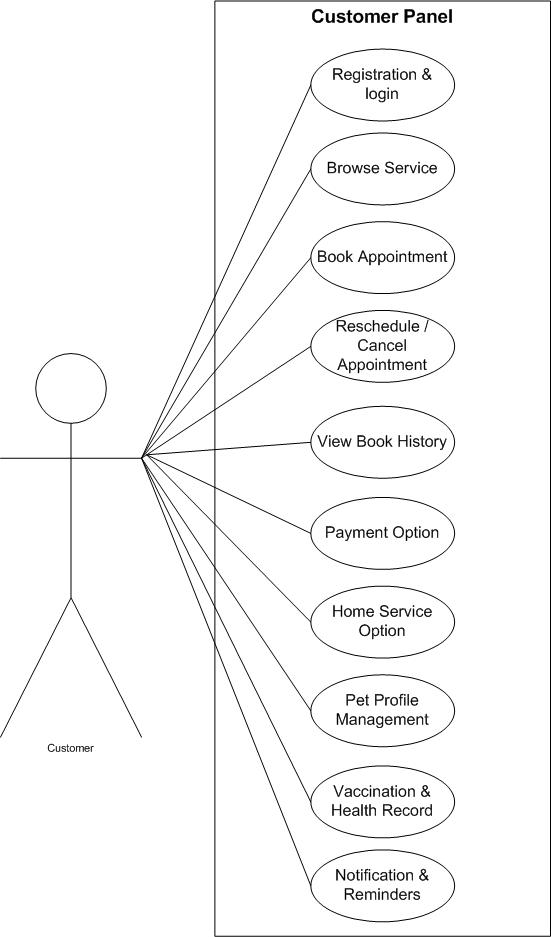 Customer Panel
Registration &
login
Browse Service
Book Appointment
Reschedule /
Cancel
Appointment
View Book History
Payment Option
Home Service
Option
Pet Profile
Management
Customer
Vaccination &
Health Record
Notification &
Reminders